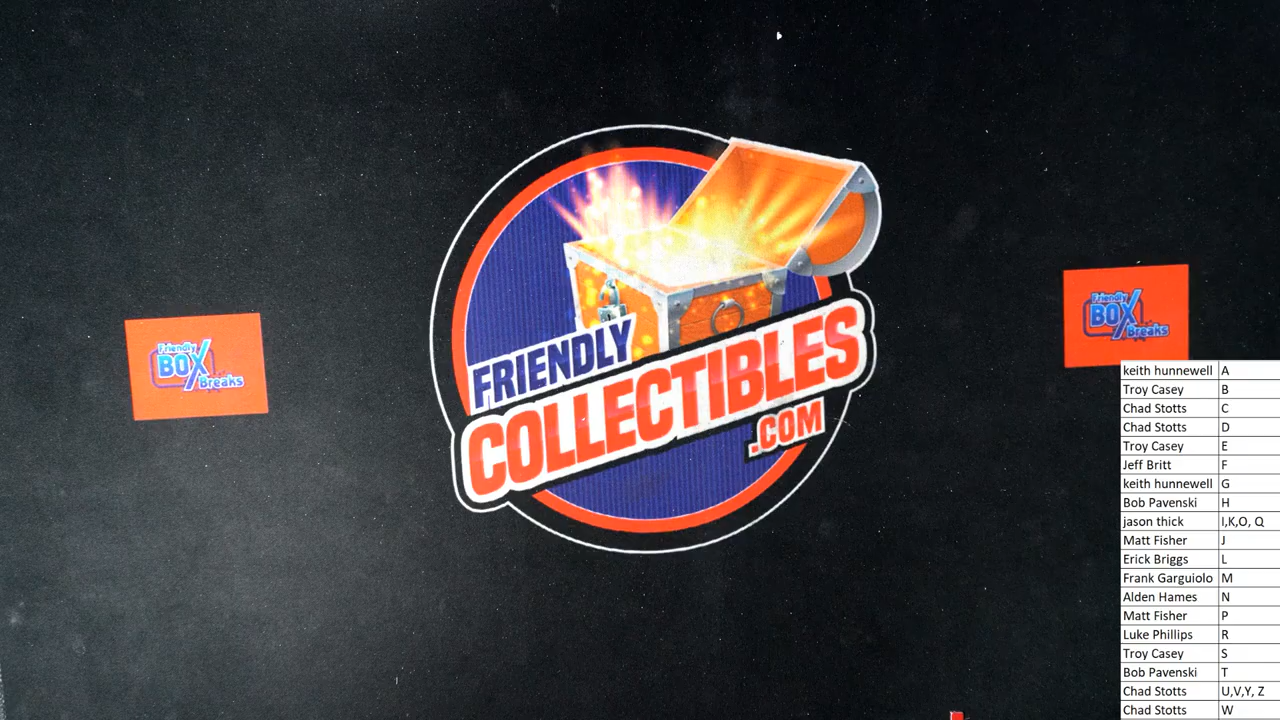 FRIENDLY
COLLECTIBLES
.COM
Friendly
BOX
Breaks
Friendly
BOX
Breaks
keith hunnewell A
Troy Casey B
Chad Stotts C
Chad Stotts D
Troy Casey E
Jeff Britt F
keith hunnewell G
Bob Pavenski H
jason thick I,K,O, Q
Matt Fisher J
Erick Briggs L
Frank Garguiolo M
Alden Hames N
Matt Fisher P
Luke Phillips R
Troy Casey S
Bob Pavenski T
Chad Stotts U,V,Y, Z
Chad Stotts W